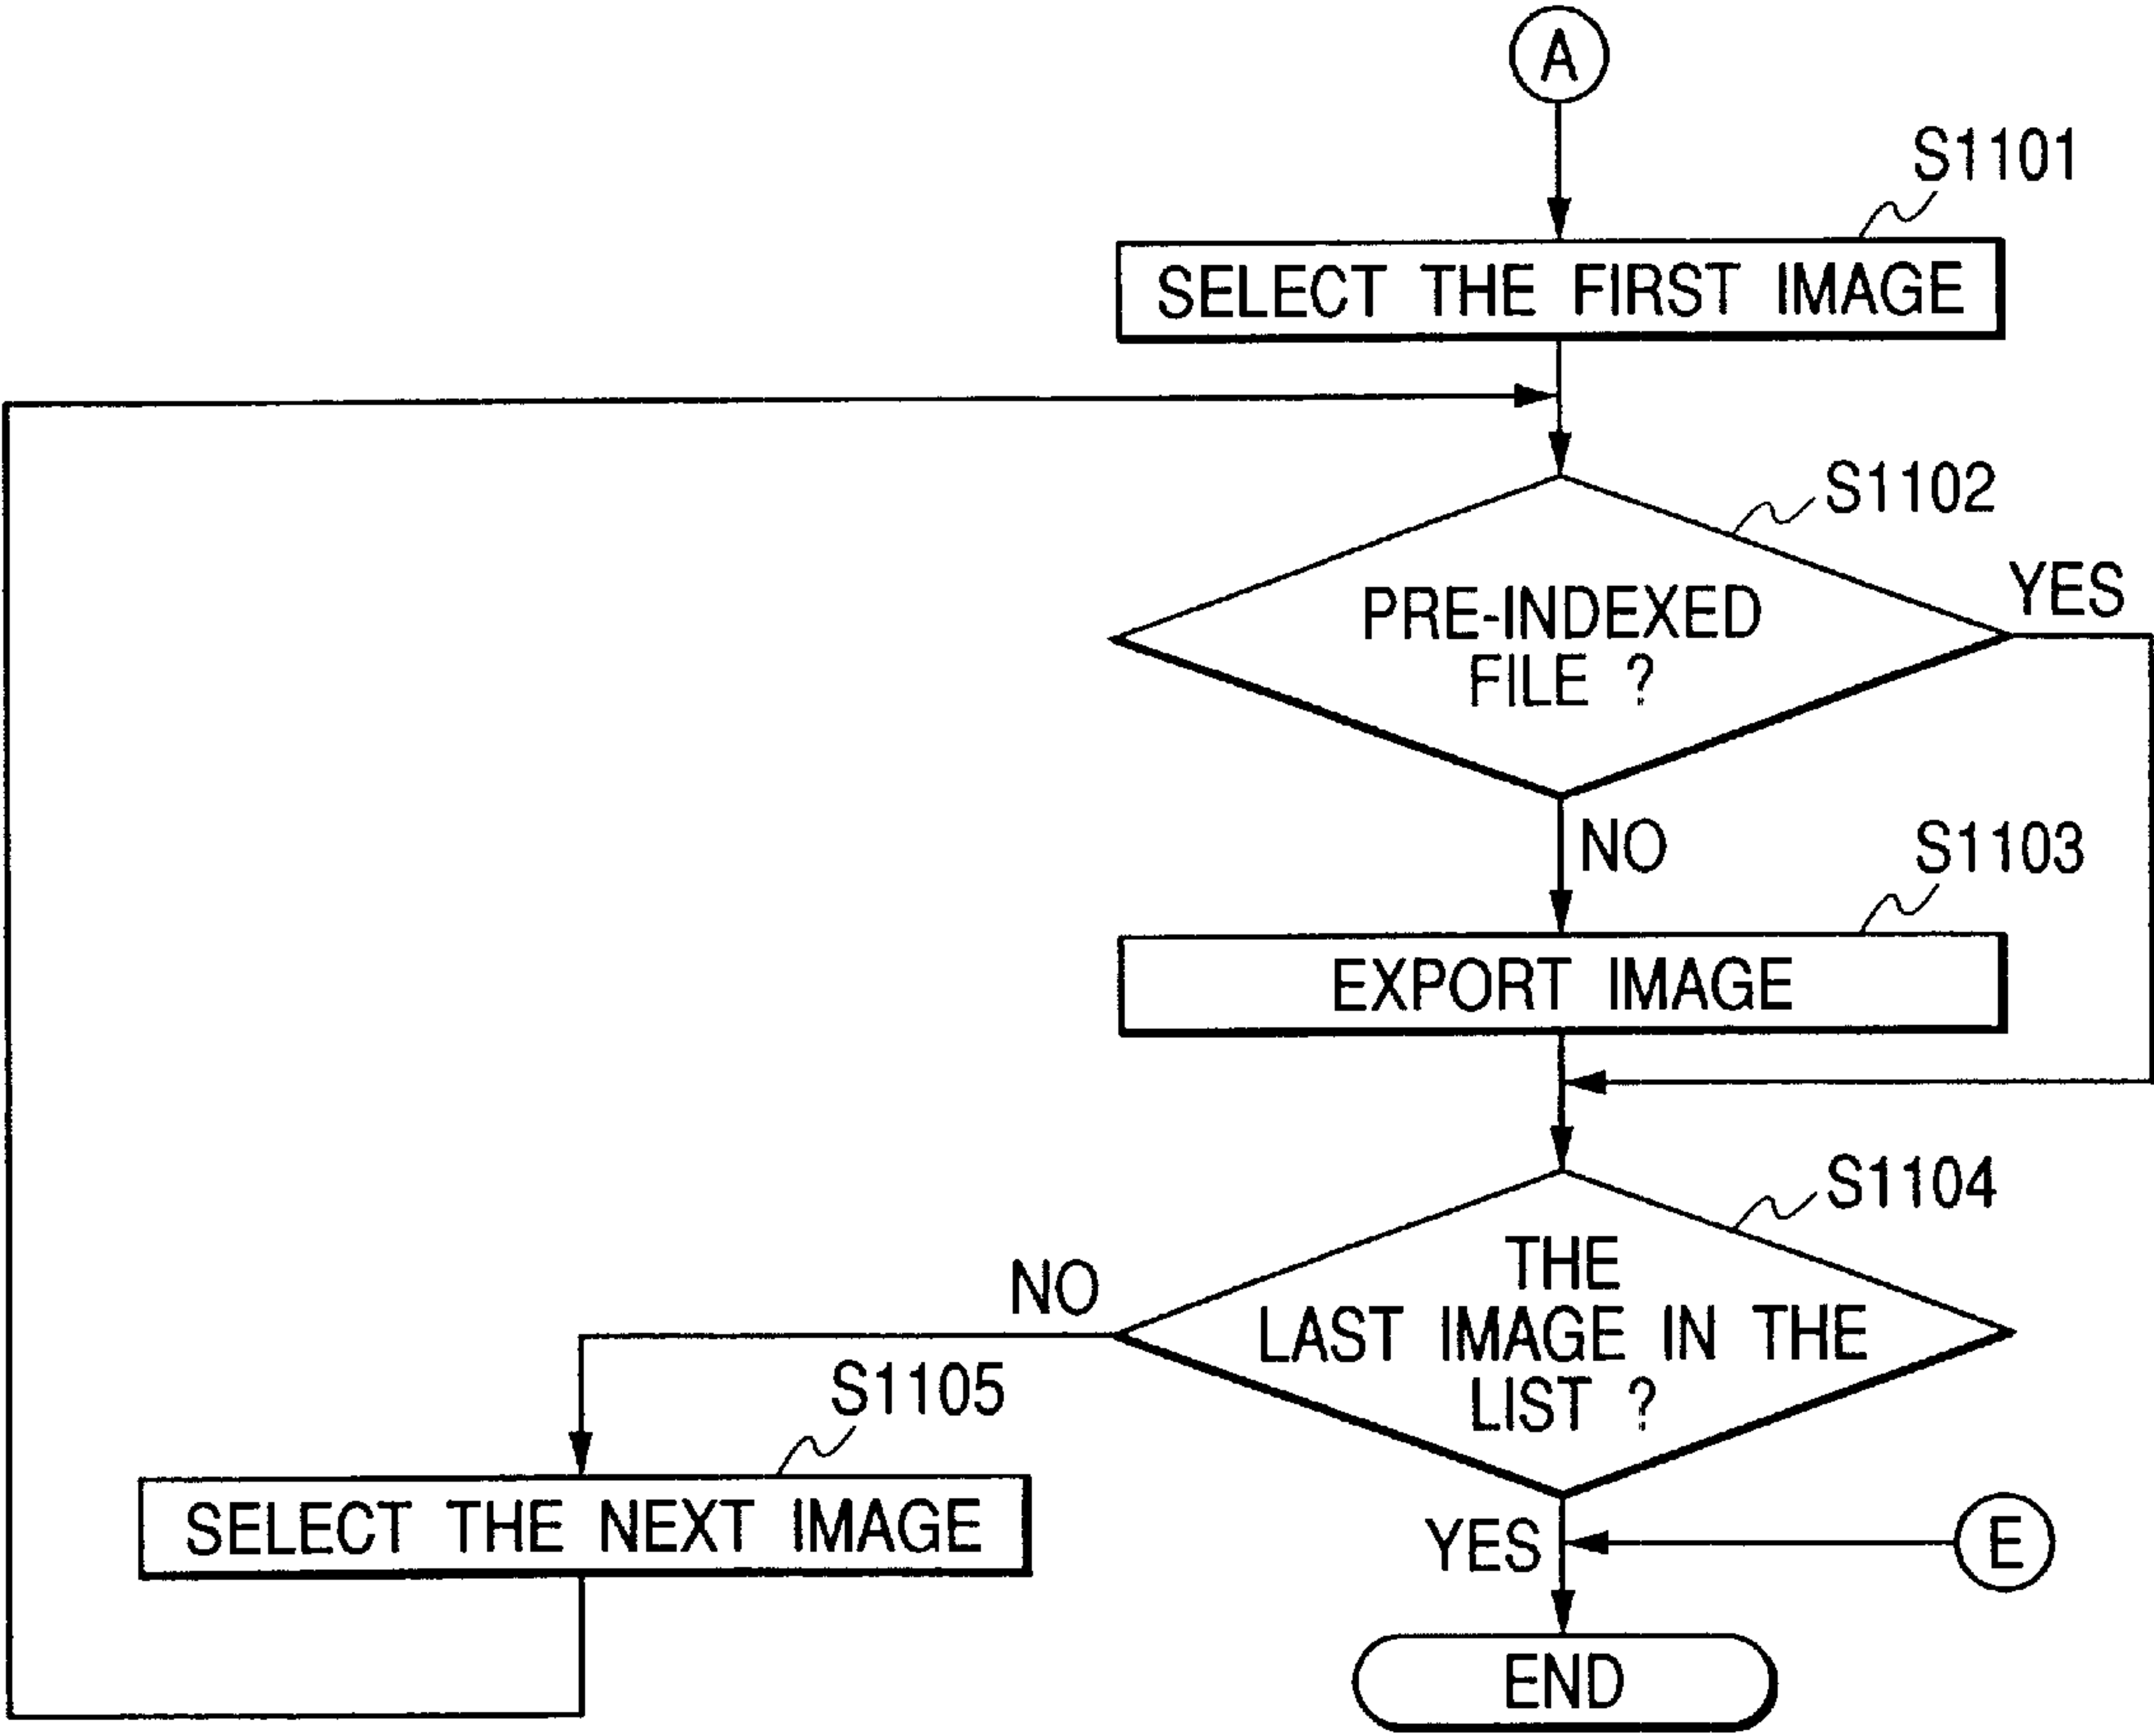 A
S1101
SELECT THE FIRST IMAGE
S1102
YES
PRE-INDEXED
FILE ?
NO
S1103
EXPORT IMAGE
S1104
THE
LAST IMAGE IN THE
LIST ?
NO
S1105
SELECT THE NEXT IMAGE
YES
E
END